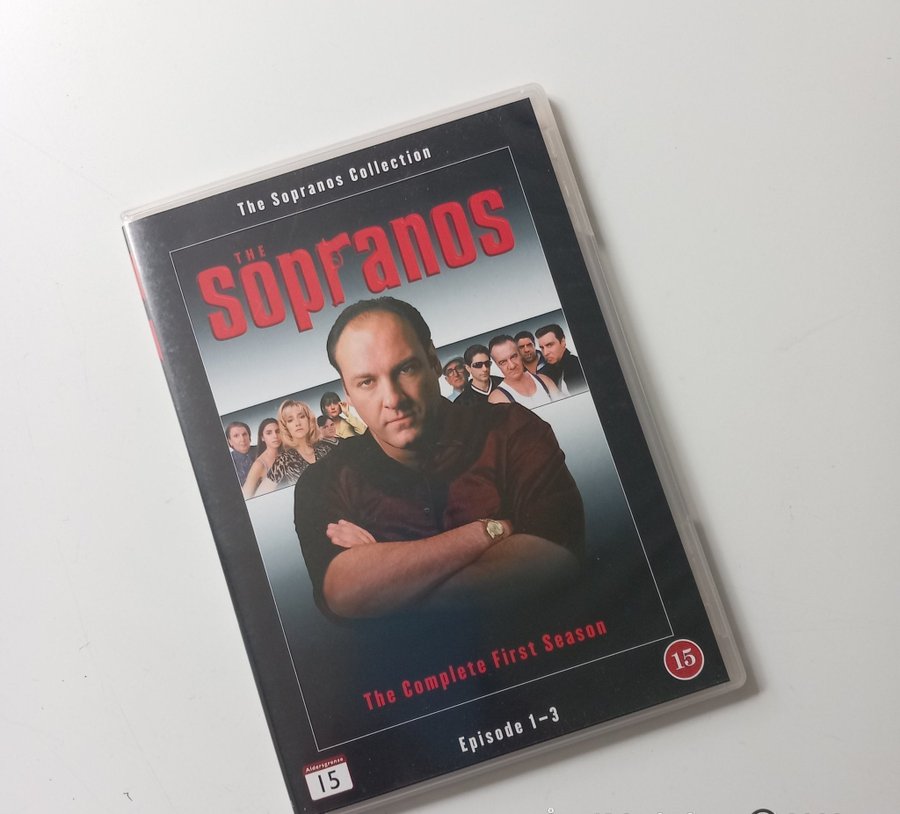 The Sopranos Collection
THE
Sopranos
The Complete First Season
15
Episode 1–3
Aldersgrense
15